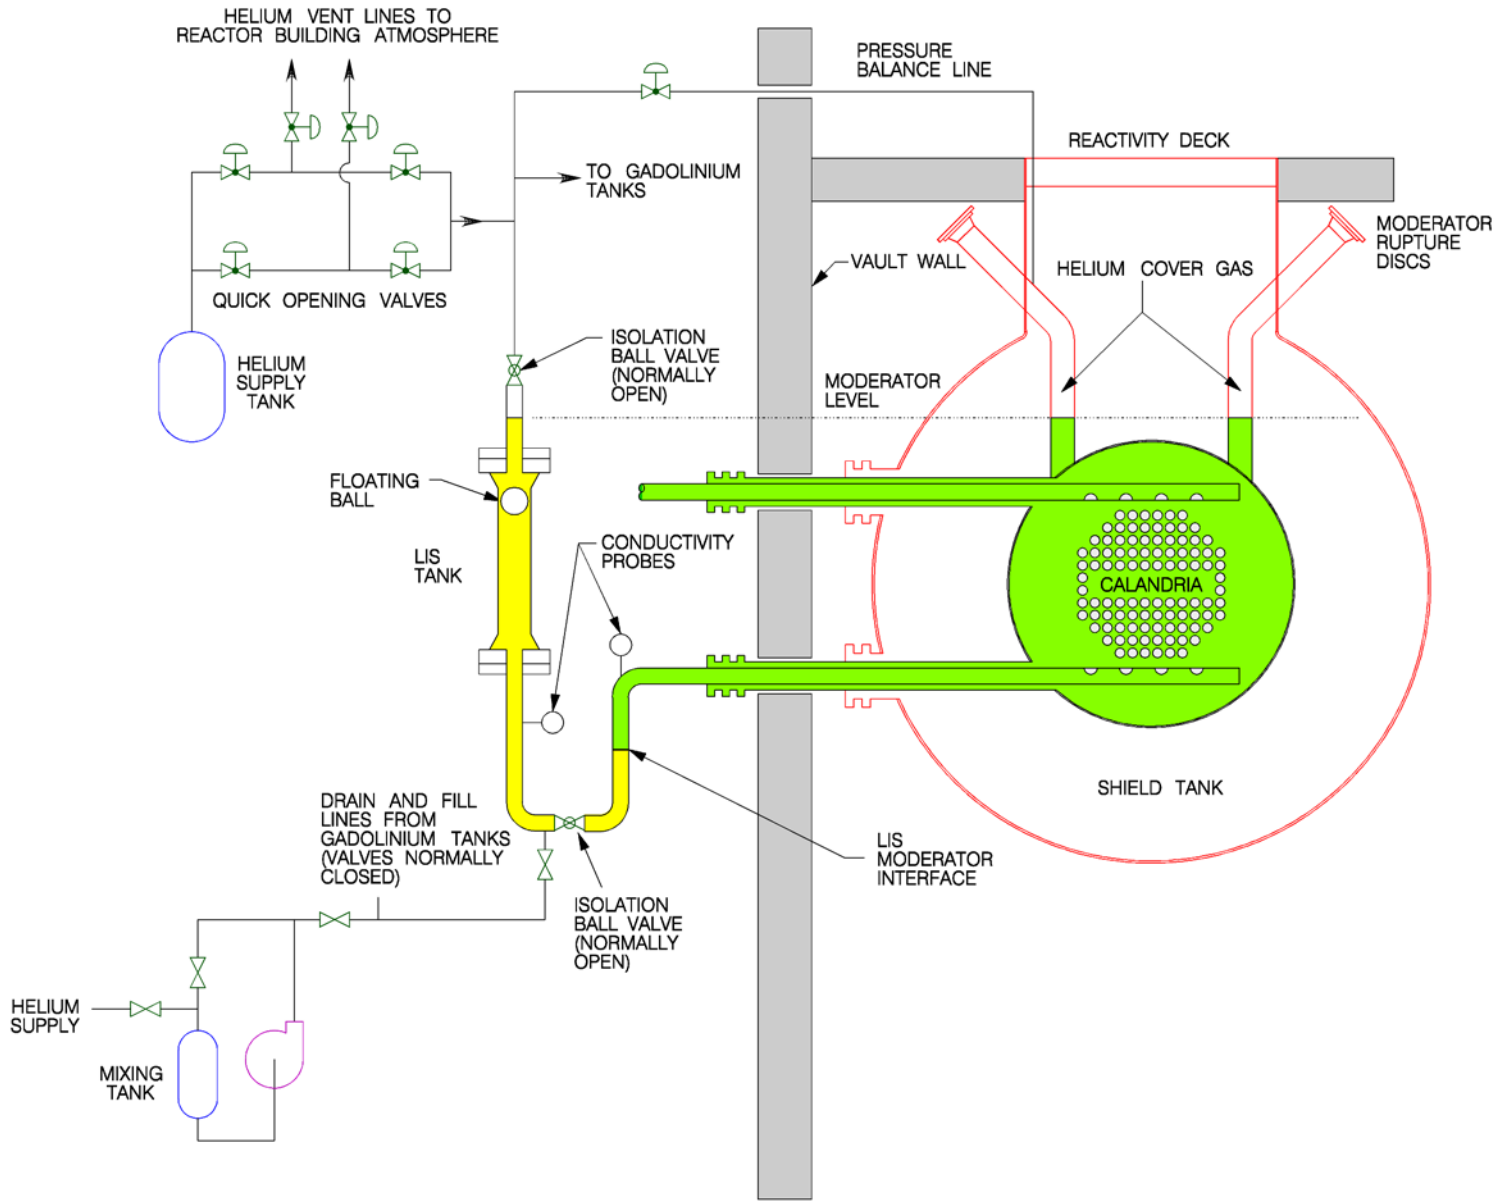 HELIUM VENT LINES TO
REACTOR BUILDING ATMOSPHERE
PRESSURE
BALANCE LINE
REACTIVITY DECK
TO GADOLINIUM
TANKS
MODERATOR
RUPTURE
DISCS
VAULT WALL
HELIUM COVER GAS
QUICK OPENING VALVES
ISOLATION
BALL VALVE
(NORMALLY
OPEN)
HELIUM
SUPPLY
TANK
MODERATOR
LEVEL
FLOATING
BALL
LIS
TANK
CONDUCTIVITY
PROBES
CALANDRIA
SHIELD TANK
DRAIN AND FILL
LINES FROM
GADOLINIUM TANKS
(VALVES NORMALLY
CLOSED)
LIS
MODERATOR
INTERFACE
ISOLATION
BALL VALVE
(NORMALLY
OPEN)
HELIUM
SUPPLY
MIXING
TANK